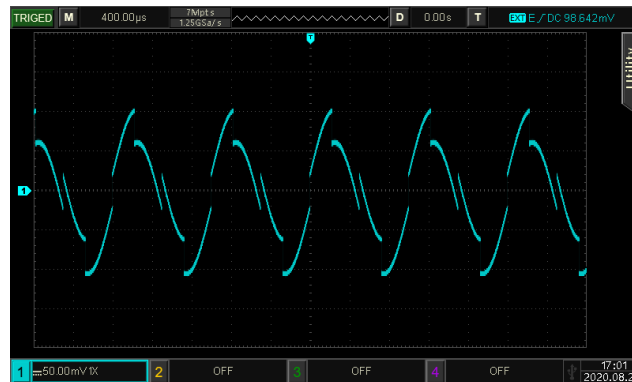 TRIGED M 400.00μs 7Mpts D 0.00s T EXT E DC 98.642mV
1.25GSa/s
T
Utility
1
1 50.00mV 1X 2 OFF 3 OFF 4 OFF 17:01
2020.08.2